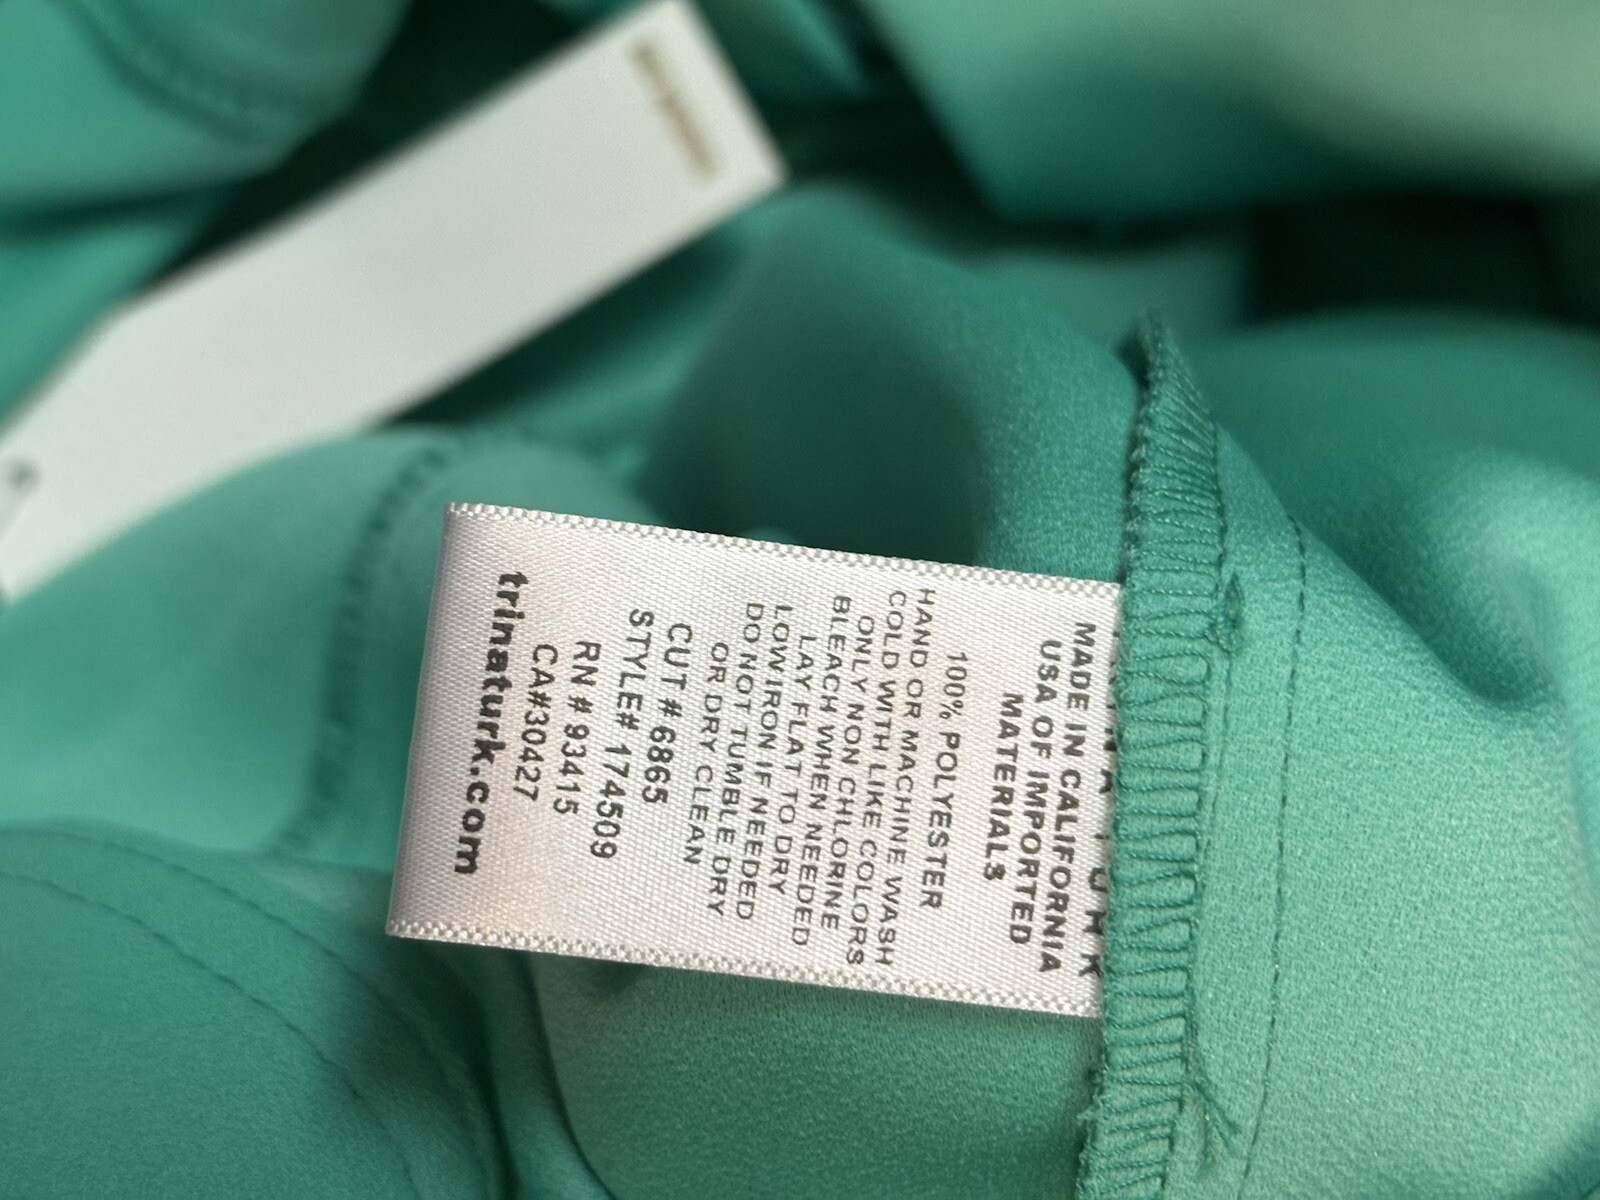 TRINA TURK
MADE IN CALIFORNIA
USA OF IMPORTED
MATERIALS
100% POLYESTER
HAND OR MACHINE WASH
COLD WITH LIKE COLORS
ONLY NON CHLORINE
BLEACH WHEN NEEDED
LAY FLAT TO DRY
LOW IRON IF NEEDED
DO NOT TUMBLE DRY
OR DRY CLEAN
CUT # 6865
STYLE# 174509
RN # 93415
CA#30427
trinaturk.com